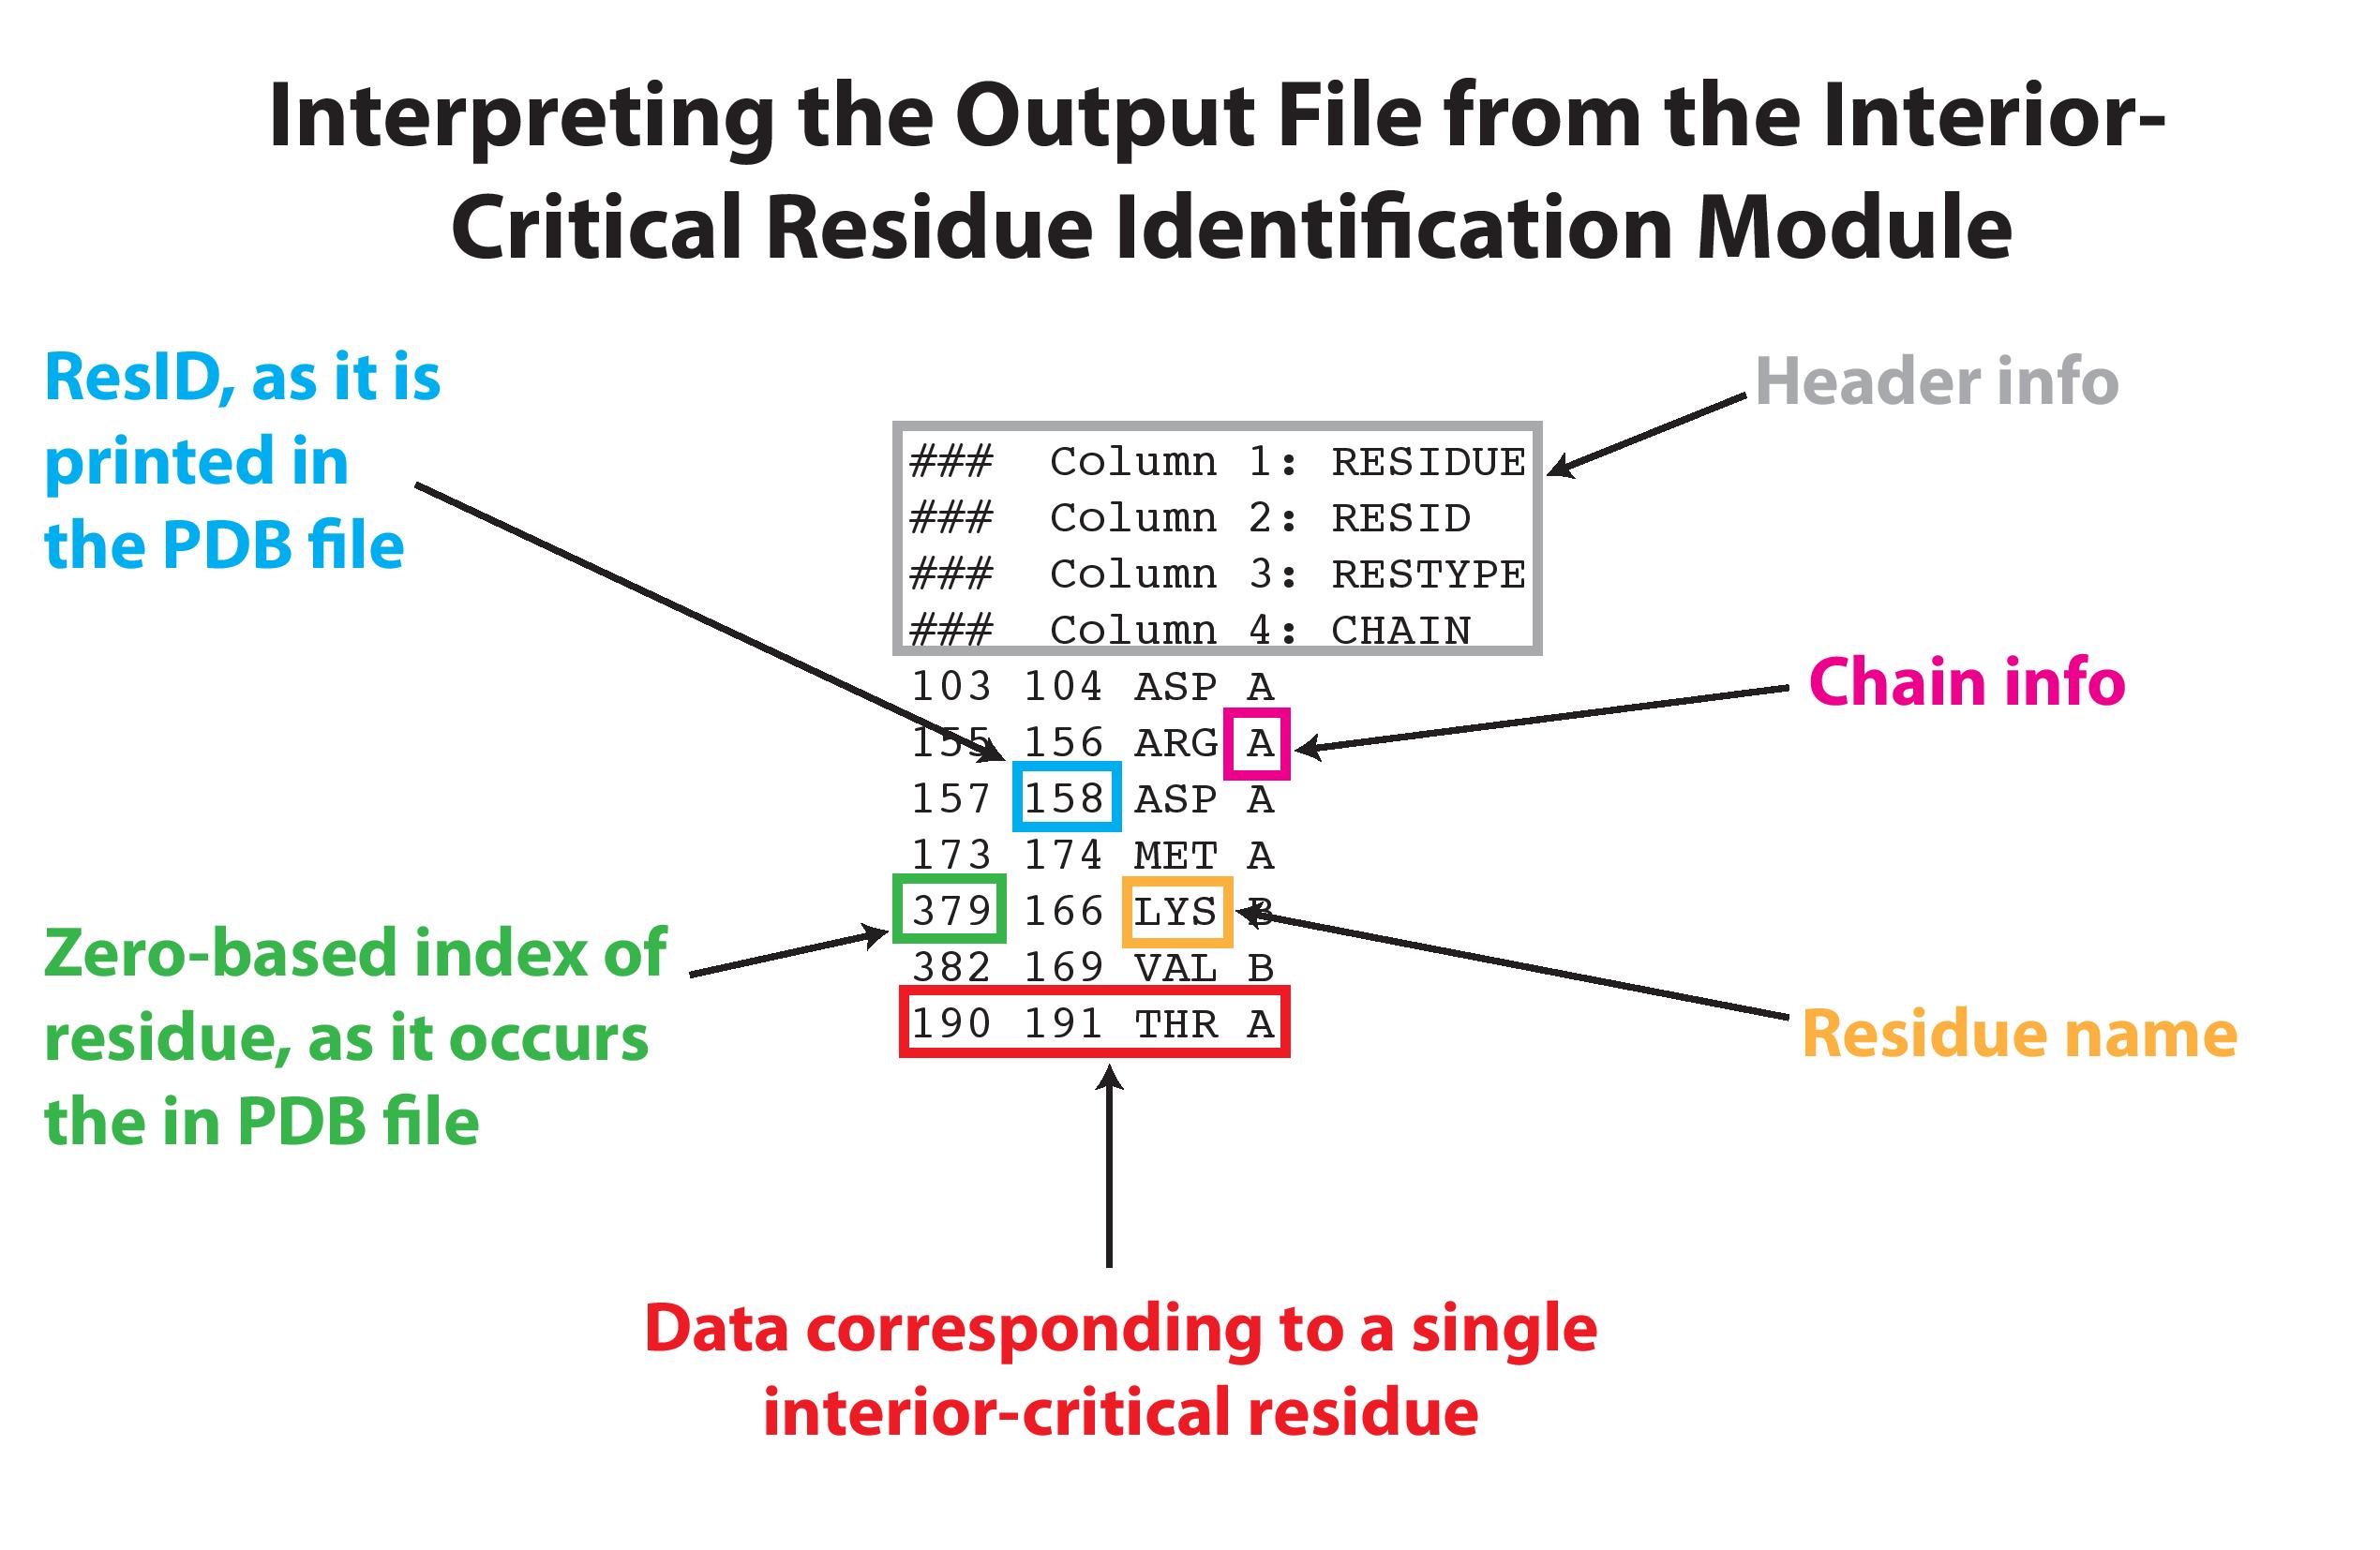 Interpreting the Output File from the Interior-
Critical Residue Identification Module
ResID, as it is
printed in
the PDB file
Header info
### Column 1: RESIDUE
### Column 2: RESID
### Column 3: RESTYPE
### Column 4: CHAIN
103 104 ASP A
155 156 ARG A
157 158 ASP A
173 174 MET A
379 166 LYS B
382 169 VAL B
190 191 THR A
Chain info
Zero-based index of
residue, as it occurs
the in PDB file
Residue name
Data corresponding to a single
interior-critical residue